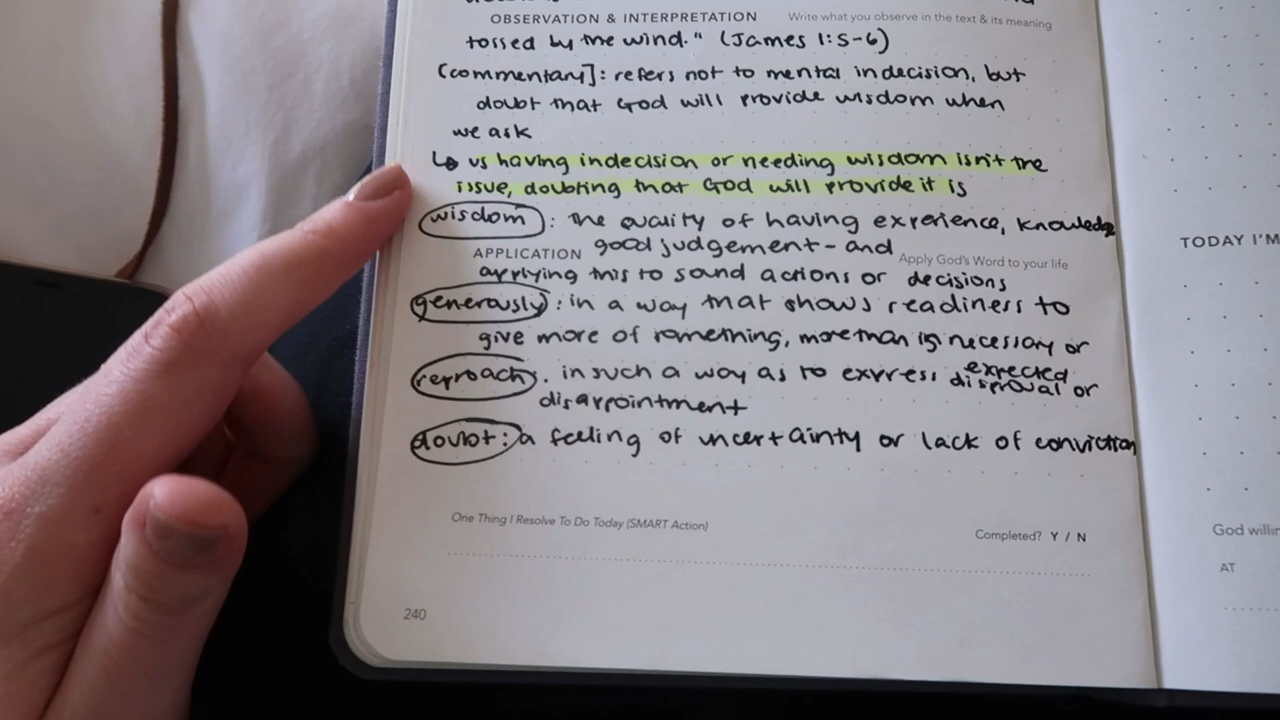 OBSERVATION & INTERPRETATION Write what you observe in the text & its meaning
tossed by the wind." (James 1:5-6)
[commentary]: refers not to mental indecision, but
doubt that God will provide wisdom when
we ask
↳ us having indecision or needing wisdom isn't the
issue, doubting that God will provide it is
wisdom: the quality of having experience, knowledge
good judgement - and
APPLICATION Apply God's Word to your life
applying this to sound actions or decisions
generously: in a way that shows readiness to
give more of something, more than is necessary or
expected
reproach: in such a way as to express disproval or
disappointment
doubt: a feeling of uncertainty or lack of conviction
One Thing I Resolve To Do Today (SMART Action)
Completed? Y / N
240
TODAY I'M
God willin
AT